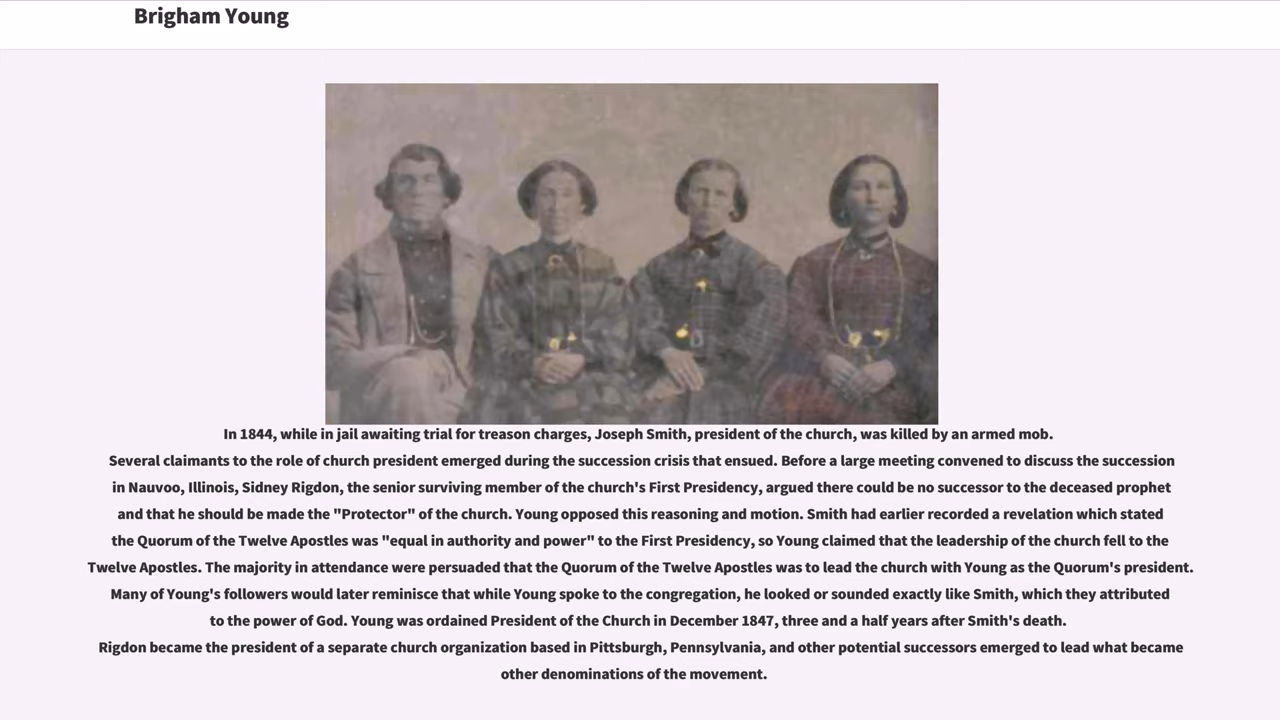 Brigham Young
In 1844, while in jail awaiting trial for treason charges, Joseph Smith, president of the church, was killed by an armed mob.
Several claimants to the role of church president emerged during the succession crisis that ensued. Before a large meeting convened to discuss the succession
in Nauvoo, Illinois, Sidney Rigdon, the senior surviving member of the church's First Presidency, argued there could be no successor to the deceased prophet
and that he should be made the "Protector" of the church. Young opposed this reasoning and motion. Smith had earlier recorded a revelation which stated
the Quorum of the Twelve Apostles was "equal in authority and power" to the First Presidency, so Young claimed that the leadership of the church fell to the
Twelve Apostles. The majority in attendance were persuaded that the Quorum of the Twelve Apostles was to lead the church with Young as the Quorum's president.
Many of Young's followers would later reminisce that while Young spoke to the congregation, he looked or sounded exactly like Smith, which they attributed
to the power of God. Young was ordained President of the Church in December 1847, three and a half years after Smith's death.
Rigdon became the president of a separate church organization based in Pittsburgh, Pennsylvania, and other potential successors emerged to lead what became
other denominations of the movement.